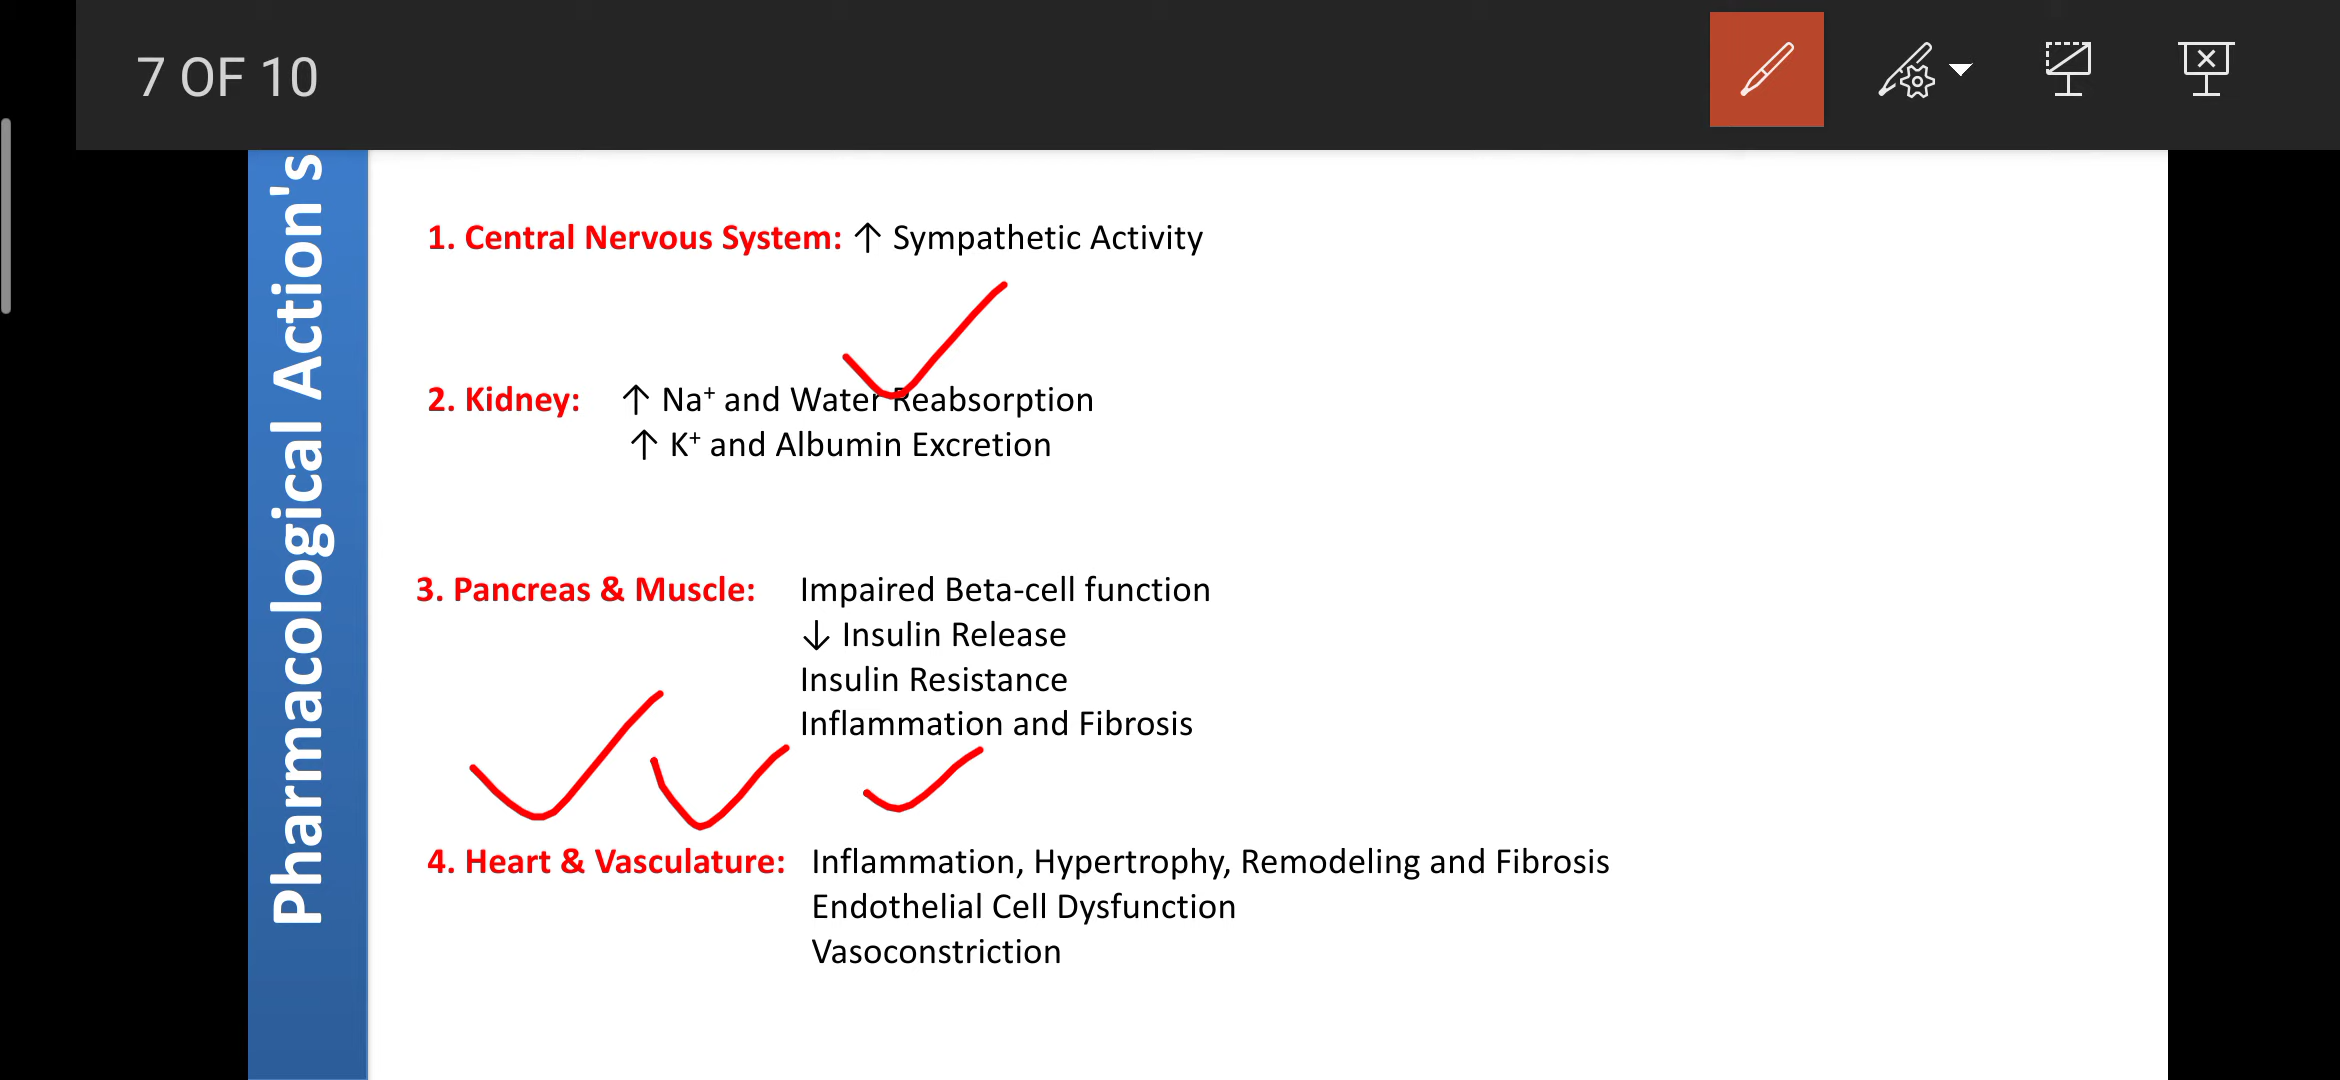 7 OF 10
Pharmacological Action's
1. Central Nervous System: ↑ Sympathetic Activity
2. Kidney: ↑ Na⁺ and Water Reabsorption
↑ K⁺ and Albumin Excretion
3. Pancreas & Muscle: Impaired Beta-cell function
↓ Insulin Release
Insulin Resistance
Inflammation and Fibrosis
4. Heart & Vasculature: Inflammation, Hypertrophy, Remodeling and Fibrosis
Endothelial Cell Dysfunction
Vasoconstriction